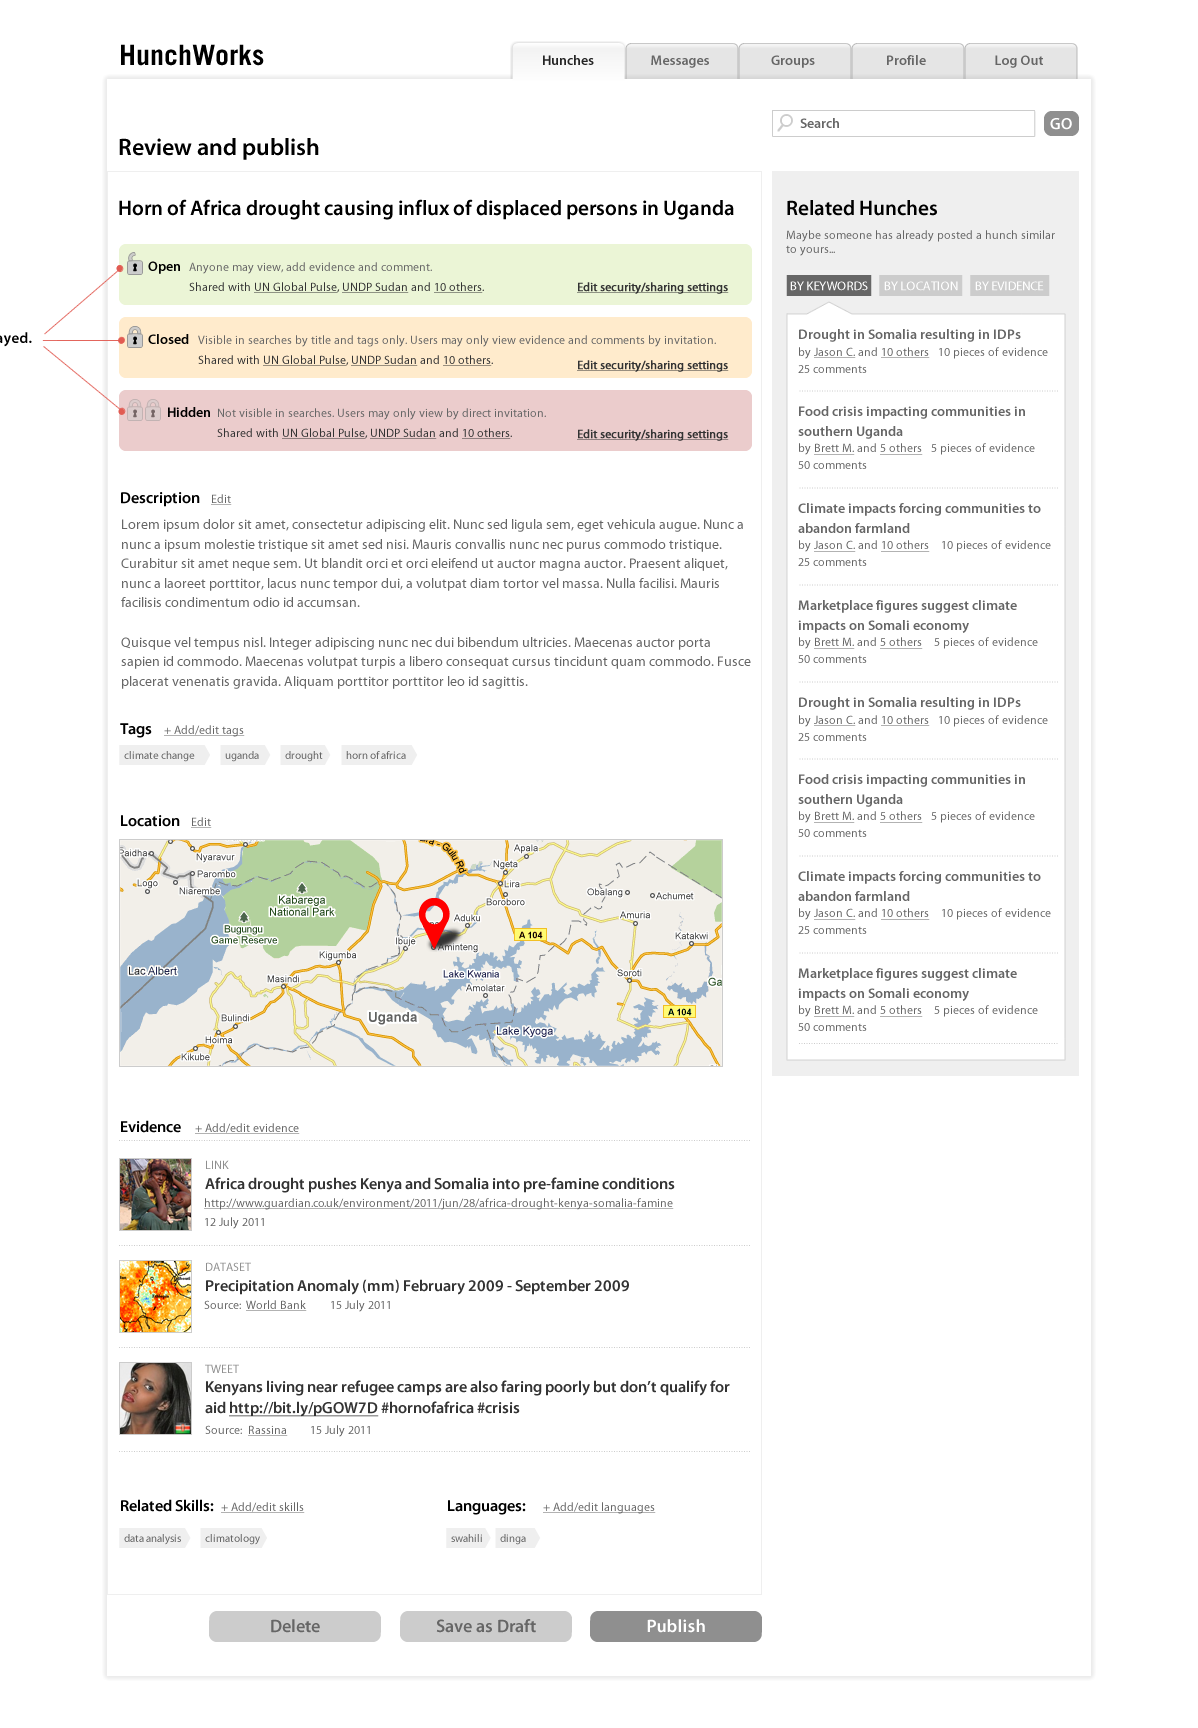 HunchWorks
Hunches
Messages
Groups
Profile
Log Out
Search
GO
Review and publish
Horn of Africa drought causing influx of displaced persons in Uganda
ayed.
Open Anyone may view, add evidence and comment.
Shared with UN Global Pulse, UNDP Sudan and 10 others. Edit security/sharing settings
Closed Visible in searches by title and tags only. Users may only view evidence and comments by invitation.
Shared with UN Global Pulse, UNDP Sudan and 10 others. Edit security/sharing settings
Hidden Not visible in searches. Users may only view by direct invitation.
Shared with UN Global Pulse, UNDP Sudan and 10 others. Edit security/sharing settings
Description Edit
Lorem ipsum dolor sit amet, consectetur adipiscing elit. Nunc sed ligula sem, eget vehicula augue. Nunc a
nunc a ipsum molestie tristique sit amet sed nisi. Mauris convallis nunc nec purus commodo tristique.
Curabitur sit amet neque sem. Ut blandit orci et orci eleifend ut auctor magna auctor. Praesent aliquet,
nunc a laoreet porttitor, lacus nunc tempor dui, a volutpat diam tortor vel massa. Nulla facilisi. Mauris
facilisis condimentum odio id accumsan.
Quisque vel tempus nisl. Integer adipiscing nunc nec dui bibendum ultricies. Maecenas auctor porta
sapien id commodo. Maecenas volutpat turpis a libero consequat cursus tincidunt quam commodo. Fusce
placerat venenatis gravida. Aliquam porttitor porttitor leo id sagittis.
Tags + Add/edit tags
climate change
uganda
drought
horn of africa
Location Edit
Paidha
Nyaravur
Parombo
Logo
Niarembe
Kabarega
National Park
Bugungu
Game Reserve
Lac Albert
Kigumba
Masindi
Bulindi
Hoima
Kikube
Uganda
- Gulu Rd
Apala
Ngeta
Lira
Boroboro
Aduku
Ibuje
Aminteng
A 104
Lake Kwania
Amolatar
Lake Kyoga
Obalang
Achumet
Amuria
Katakwi
Soroti
Ga
A 104
Evidence + Add/edit evidence
LINK
Africa drought pushes Kenya and Somalia into pre-famine conditions
http://www.guardian.co.uk/environment/2011/jun/28/africa-drought-kenya-somalia-famine
12 July 2011
DATASET
Precipitation Anomaly (mm) February 2009 - September 2009
Source: World Bank 15 July 2011
TWEET
Kenyans living near refugee camps are also faring poorly but don’t qualify for
aid http://bit.ly/pGOW7D #hornofafrica #crisis
Source: Rassina 15 July 2011
Related Skills: + Add/edit skills
data analysis
climatology
Languages: + Add/edit languages
swahili
dinga
Delete
Save as Draft
Publish
Related Hunches
Maybe someone has already posted a hunch similar
to yours...
BY KEYWORDS
BY LOCATION
BY EVIDENCE
Drought in Somalia resulting in IDPs
by Jason C. and 10 others 10 pieces of evidence
25 comments
Food crisis impacting communities in
southern Uganda
by Brett M. and 5 others 5 pieces of evidence
50 comments
Climate impacts forcing communities to
abandon farmland
by Jason C. and 10 others 10 pieces of evidence
25 comments
Marketplace figures suggest climate
impacts on Somali economy
by Brett M. and 5 others 5 pieces of evidence
50 comments
Drought in Somalia resulting in IDPs
by Jason C. and 10 others 10 pieces of evidence
25 comments
Food crisis impacting communities in
southern Uganda
by Brett M. and 5 others 5 pieces of evidence
50 comments
Climate impacts forcing communities to
abandon farmland
by Jason C. and 10 others 10 pieces of evidence
25 comments
Marketplace figures suggest climate
impacts on Somali economy
by Brett M. and 5 others 5 pieces of evidence
50 comments